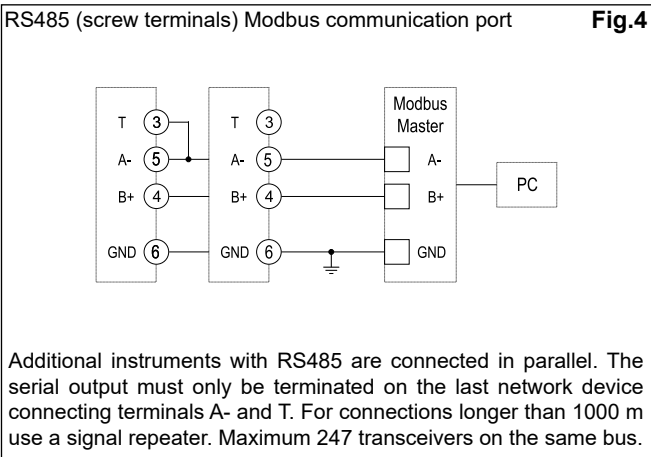 RS485 (screw terminals) Modbus communication port Fig.4
Modbus
Master
T 3 T 3
A- 5 A- 5 A-
B+ 4 B+ 4 B+ PC
GND 6 GND 6 GND
Additional instruments with RS485 are connected in parallel. The
serial output must only be terminated on the last network device
connecting terminals A- and T. For connections longer than 1000 m
use a signal repeater. Maximum 247 transceivers on the same bus.